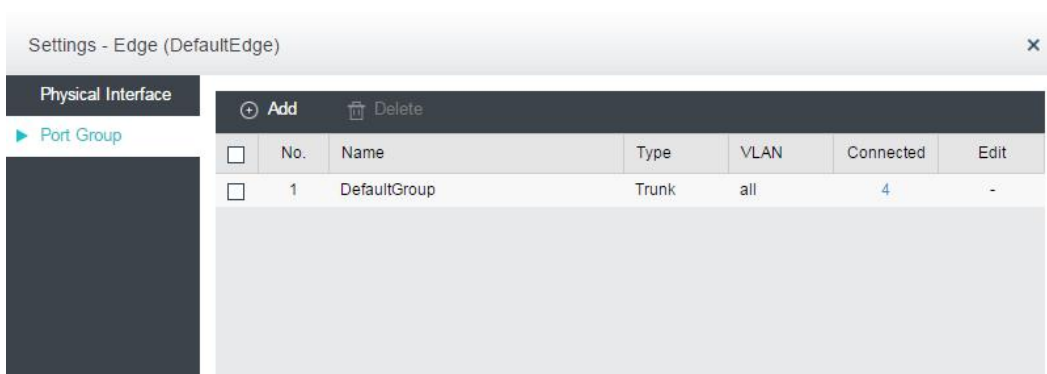 Settings - Edge (DefaultEdge)
Physical Interface
Port Group
Add Delete
No. Name Type VLAN Connected Edit
1 DefaultGroup Trunk all 4 -